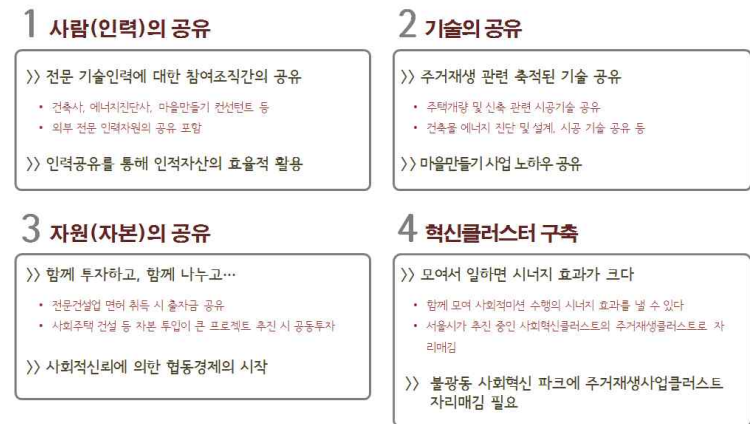 1 사람(인력)의 공유
>> 전문 기술인력에 대한 참여조직간의 공유
• 건축사, 에너지진단사, 마을만들기 컨설턴트 등
• 외부 전문 인력자원의 공유 포함
>> 인력공유를 통해 인적자산의 효율적 활용
2 기술의 공유
>> 주거재생 관련 축적된 기술 공유
• 주택개량 및 신축 관련 시공기술 공유
• 건축물 에너지 진단 및 설계, 시공 기술 공유 등
>> 마을만들기 사업 노하우 공유
3 자원(자본)의 공유
>> 함께 투자하고, 함께 나누고…
• 전문건설업 면허 취득 시 출자금 공유
• 사회주택 건설 등 자본 투입이 큰 프로젝트 추진 시 공동투자
>> 사회적신뢰에 의한 협동경제의 시작
4 혁신클러스터 구축
>> 모여서 일하면 시너지 효과가 크다
• 함께 모여 사회적미션 수행의 시너지 효과를 낼 수 있다
• 서울시가 추진 중인 사회혁신클러스트의 주거재생클러스트로 자
리매김
>> 불광동 사회혁신 파크에 주거재생사업클러스트
자리매김 필요